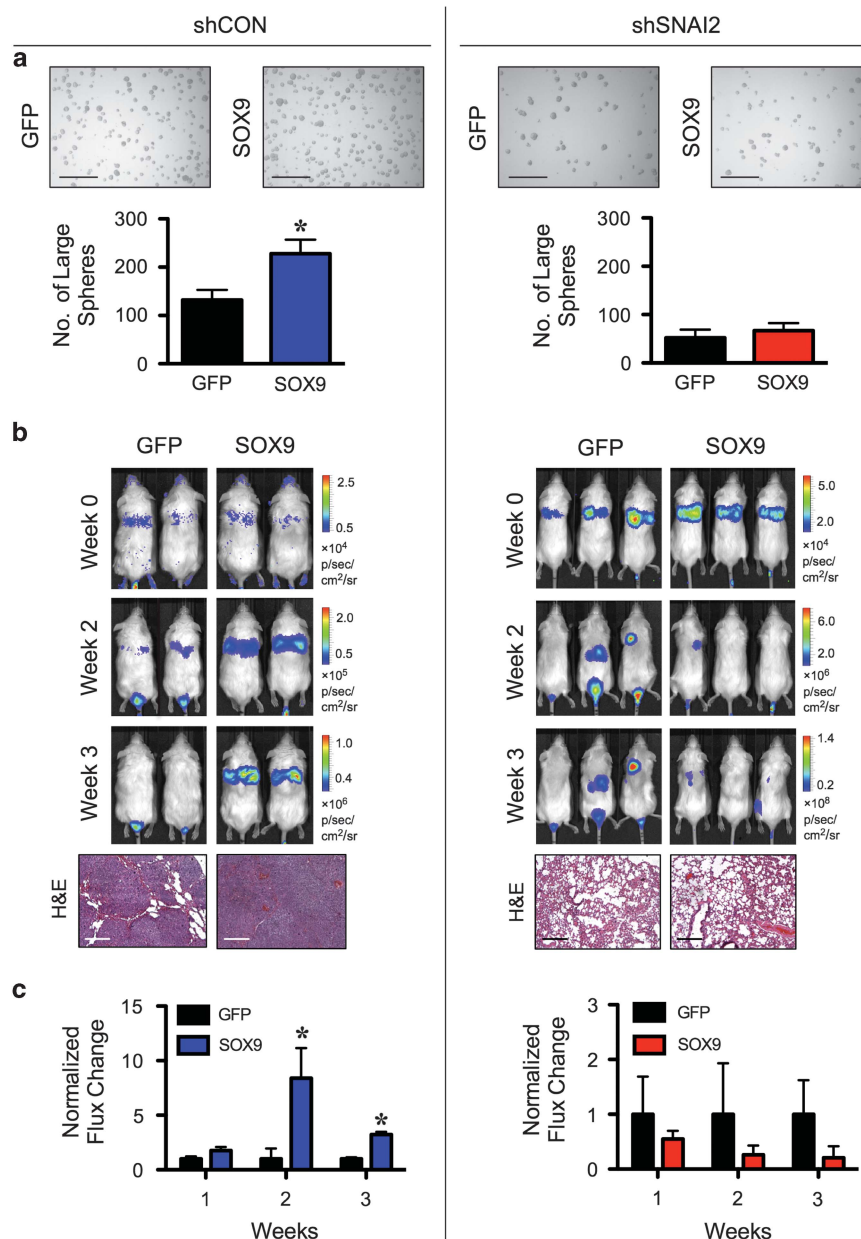 shCON
shSNAI2
a
GFP
SOX9
GFP
SOX9
No. of Large
Spheres
300
200
100
0
*
GFP
SOX9
No. of Large
Spheres
300
200
100
0
GFP
SOX9
b
GFP
SOX9
GFP
SOX9
Week 0
2.5
0.5
×10⁴
p/sec/
cm²/sr
Week 0
5.0
2.0
×10⁴
p/sec/
cm²/sr
Week 2
2.0
0.5
×10⁵
p/sec/
cm²/sr
Week 2
8.0
2.0
×10⁶
p/sec/
cm²/sr
Week 3
1.0
0.4
×10⁶
p/sec/
cm²/sr
Week 3
1.4
0.2
×10⁸
p/sec/
cm²/sr
H&E
H&E
c
Normalized
Flux Change
15
10
5
0
GFP
SOX9
*
*
1
2
3
Weeks
Normalized
Flux Change
3
2
1
0
GFP
SOX9
1
2
3
Weeks